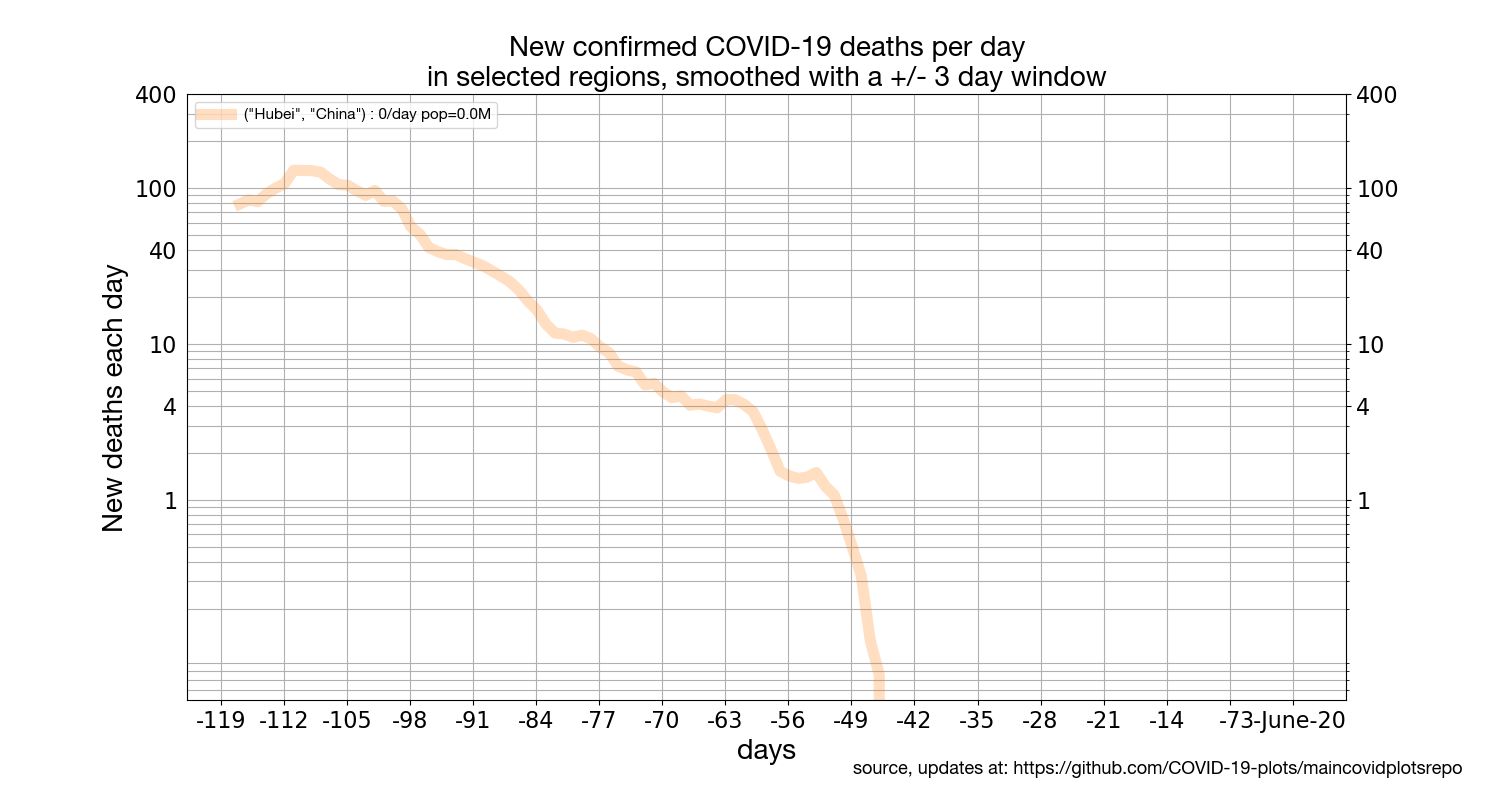 New confirmed COVID-19 deaths per day
in selected regions, smoothed with a +/- 3 day window
400
400
("Hubei", "China") : 0/day pop=0.0M
100
100
40
40
New deaths each day
10
10
4
4
1
1
-119 -112 -105 -98 -91 -84 -77 -70 -63 -56 -49 -42 -35 -28 -21 -14 -73-June-20
days
source, updates at: https://github.com/COVID-19-plots/maincovidplotsrepo